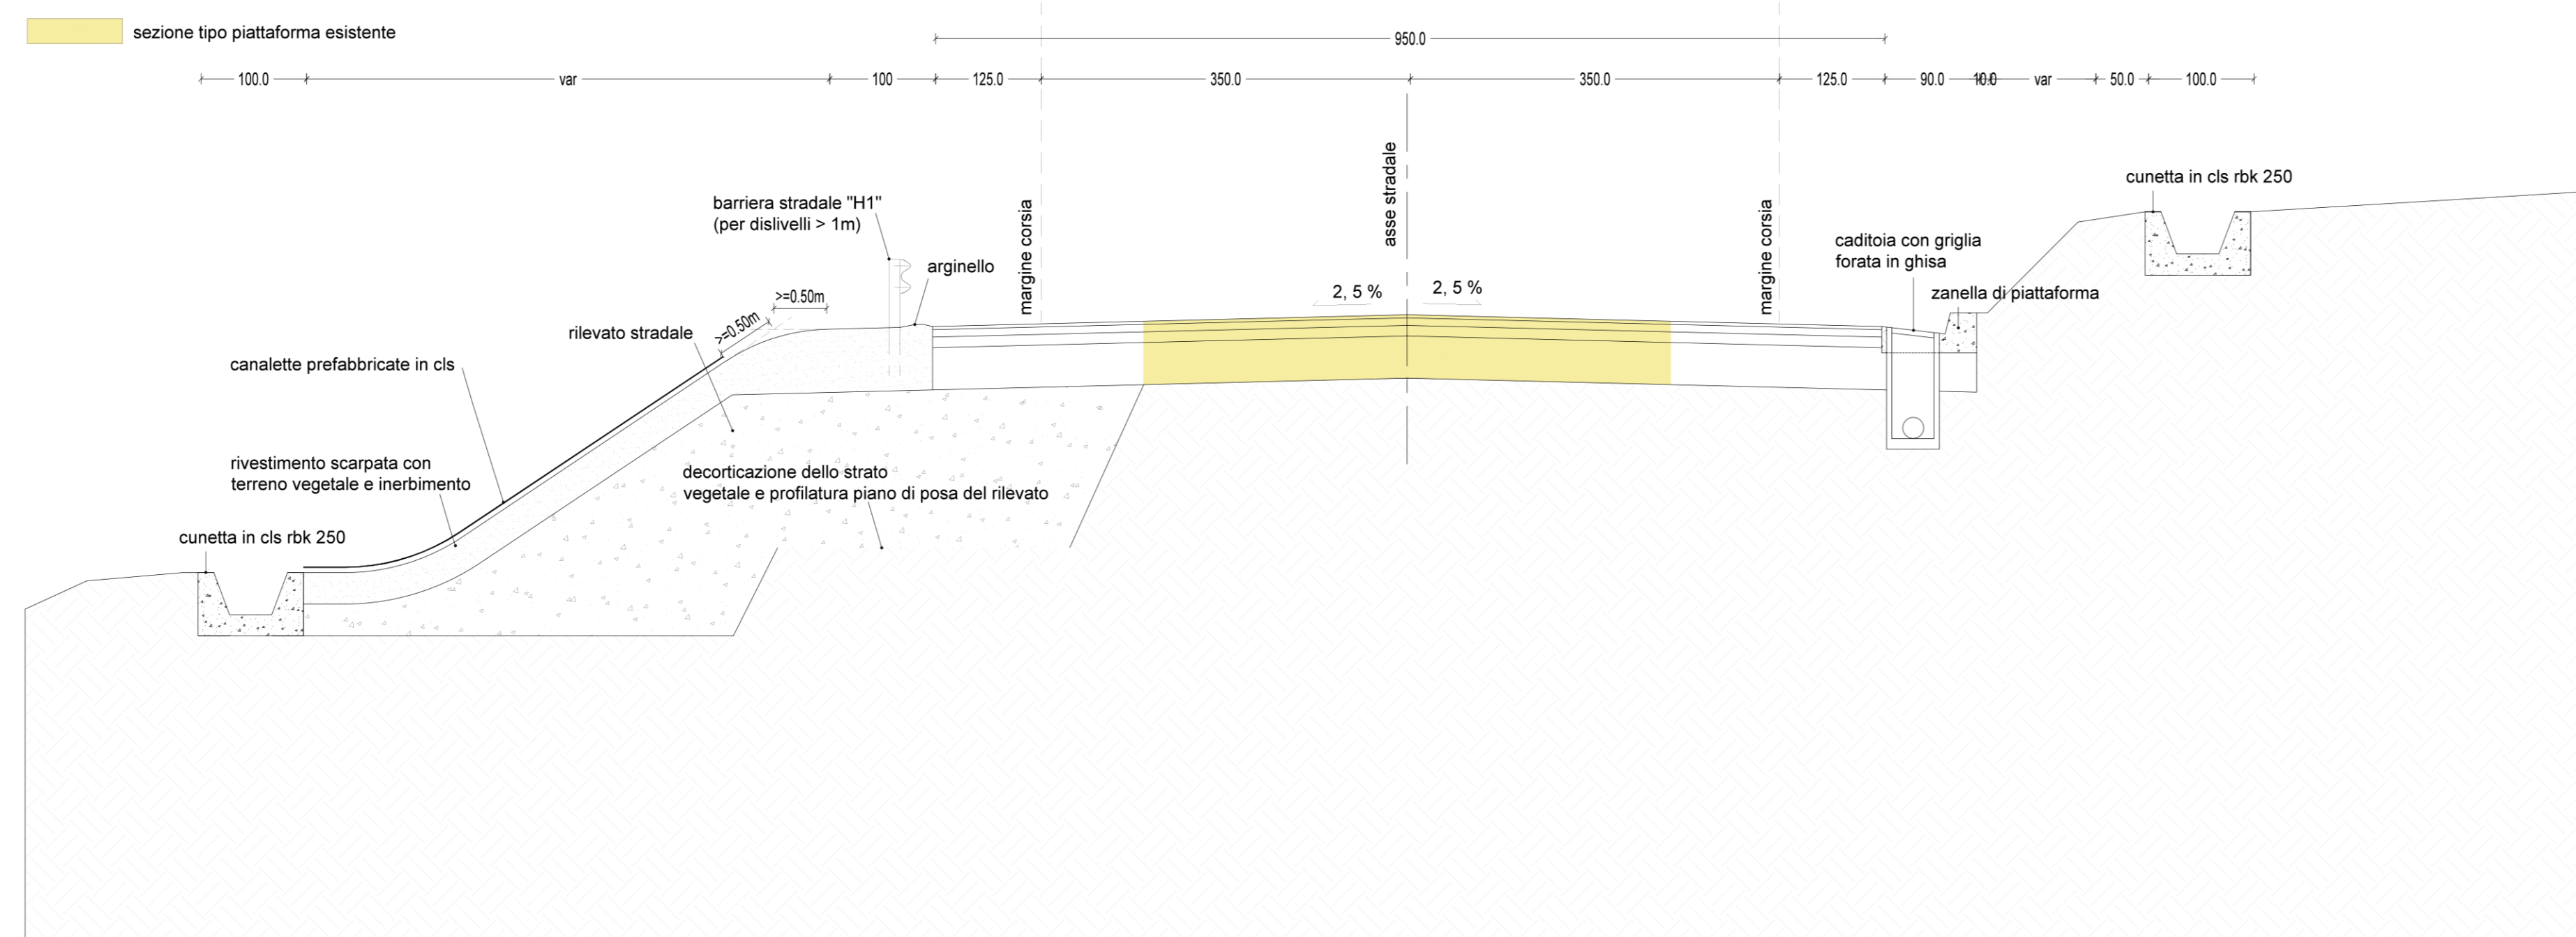 sezione tipo piattaforma esistente
950.0
100.0 var 100 125.0 350.0 350.0 125.0 90.0 10.0 var 50.0 100.0
barriera stradale "H1"
(per dislivelli > 1m)
arginello
margine corsia
asse stradale
margine corsia
cunetta in cls rbk 250
caditoia con griglia
forata in ghisa
zanella di piattaforma
2, 5 %
2, 5 %
>=0.50m
>=0.50m
rilevato stradale
canalette prefabbricate in cls
rivestimento scarpata con
terreno vegetale e inerbimento
decorticazione dello strato
vegetale e profilatura piano di posa del rilevato
cunetta in cls rbk 250